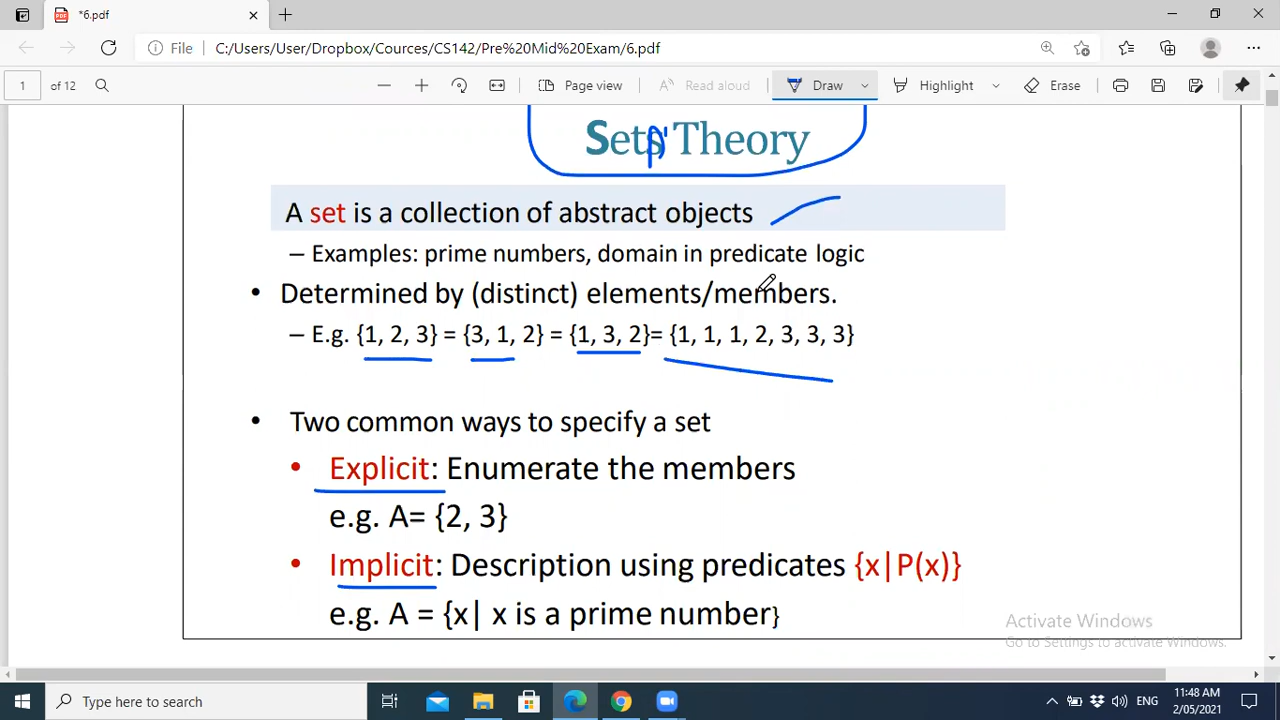 *6.pdf
File
C:/Users/User/Dropbox/Cources/CS142/Pre%20Mid%20Exam/6.pdf
1 of 12
Page view
Read aloud
Draw
Highlight
Erase
Sets Theory
A set is a collection of abstract objects
– Examples: prime numbers, domain in predicate logic
• Determined by (distinct) elements/members.
– E.g. {1, 2, 3} = {3, 1, 2} = {1, 3, 2}= {1, 1, 1, 2, 3, 3, 3}
• Two common ways to specify a set
• Explicit: Enumerate the members
e.g. A= {2, 3}
• Implicit: Description using predicates {x|P(x)}
e.g. A = {x| x is a prime number}
Activate Windows
Go to Settings to activate Windows.
Type here to search
ENG
11:48 AM
2/05/2021